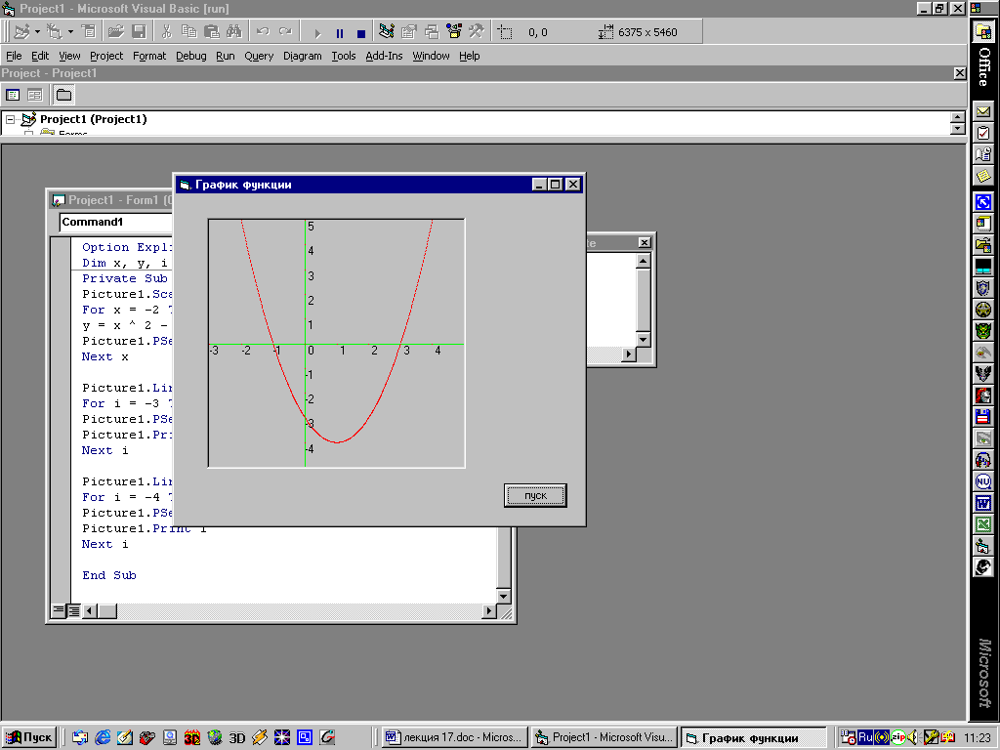 Project1 - Microsoft Visual Basic [run]
0, 0 6375 x 5460
File Edit View Project Format Debug Run Query Diagram Tools Add-Ins Window Help
Project - Project1
Project1 (Project1)
Forms
Office
График функции
Project1 - Form1 (
Command1
Option Expl
Dim x, y, i
Private Sub
Picture1.Sca
For x = -2
y = x ^ 2 -
Picture1.PSe
Next x
Picture1.Lin
For i = -3
Picture1.PSe
Picture1.Pri
Next i
Picture1.Lin
For i = -4
Picture1.PSe
Picture1.Print i
Next i
End Sub
5
4
3
2
1
-3 -2 -1 0 1 2 3 4
-1
-2
-3
-4
пуск
Microsoft
Пуск
3D
лекция 17.doc - Micros...
Project1 - Microsoft Visu...
График функции
Ru
zip
11:23
NU